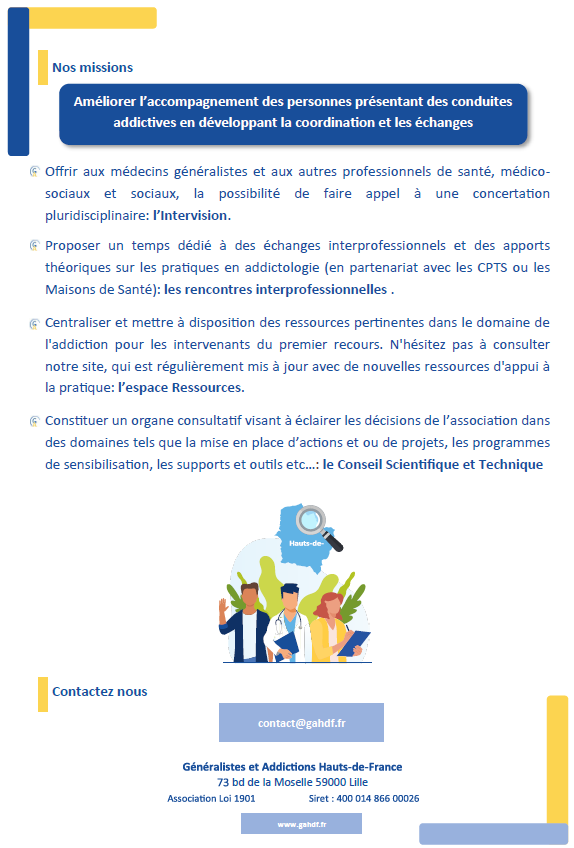 Nos missions
Améliorer l'accompagnement des personnes présentant des conduites
addictives en développant la coordination et les échanges
Offrir aux médecins généralistes et aux autres professionnels de santé, médico-
sociaux et sociaux, la possibilité de faire appel à une concertation
pluridisciplinaire: l'Intervision.
Proposer un temps dédié à des échanges interprofessionnels et des apports
théoriques sur les pratiques en addictologie (en partenariat avec les CPTS ou les
Maisons de Santé): les rencontres interprofessionnelles .
Centraliser et mettre à disposition des ressources pertinentes dans le domaine de
l'addiction pour les intervenants du premier recours. N'hésitez pas à consulter
notre site, qui est régulièrement mis à jour avec de nouvelles ressources d'appui à
la pratique: l'espace Ressources.
Constituer un organe consultatif visant à éclairer les décisions de l'association dans
des domaines tels que la mise en place d'actions et ou de projets, les programmes
de sensibilisation, les supports et outils etc…: le Conseil Scientifique et Technique
Hauts-de-
Contactez nous
contact@gahdf.fr
Généralistes et Addictions Hauts-de-France
73 bd de la Moselle 59000 Lille
Association Loi 1901 Siret : 400 014 866 00026
www.gahdf.fr